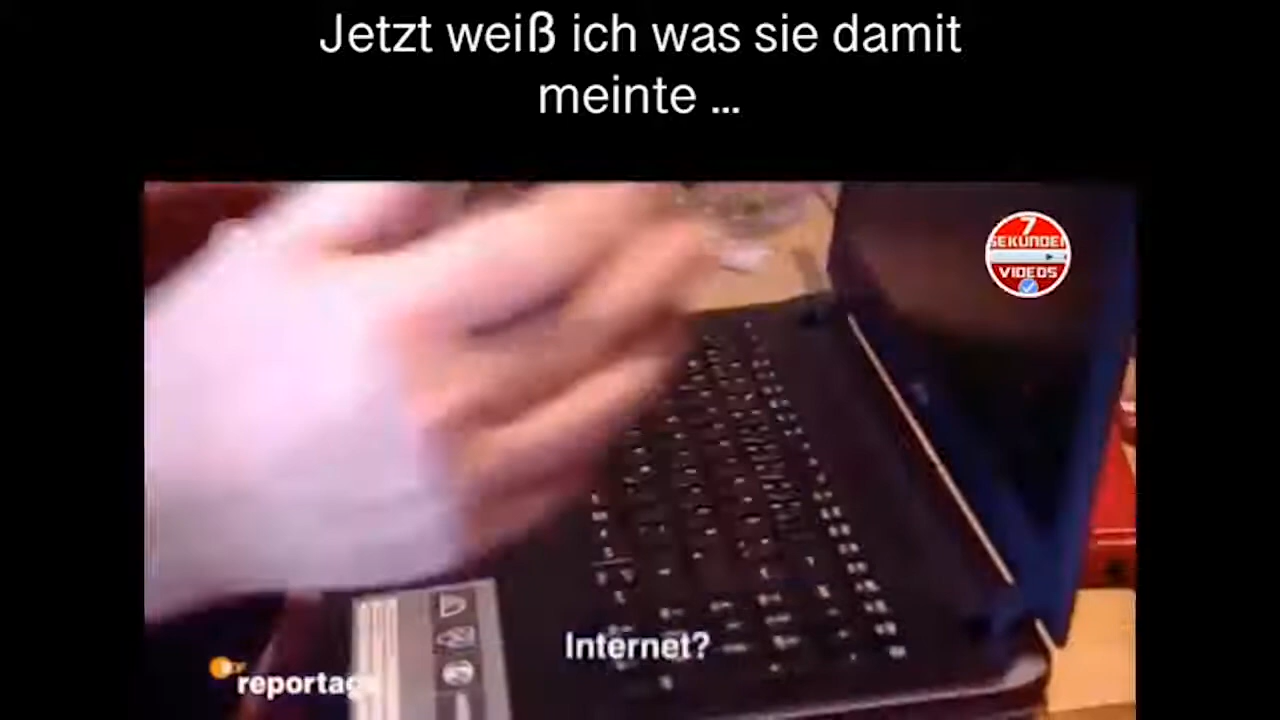 Jetzt weiß ich was sie damit
meinte ...
7
SEKUNDEN
VIDEOS
Internet?
reportage